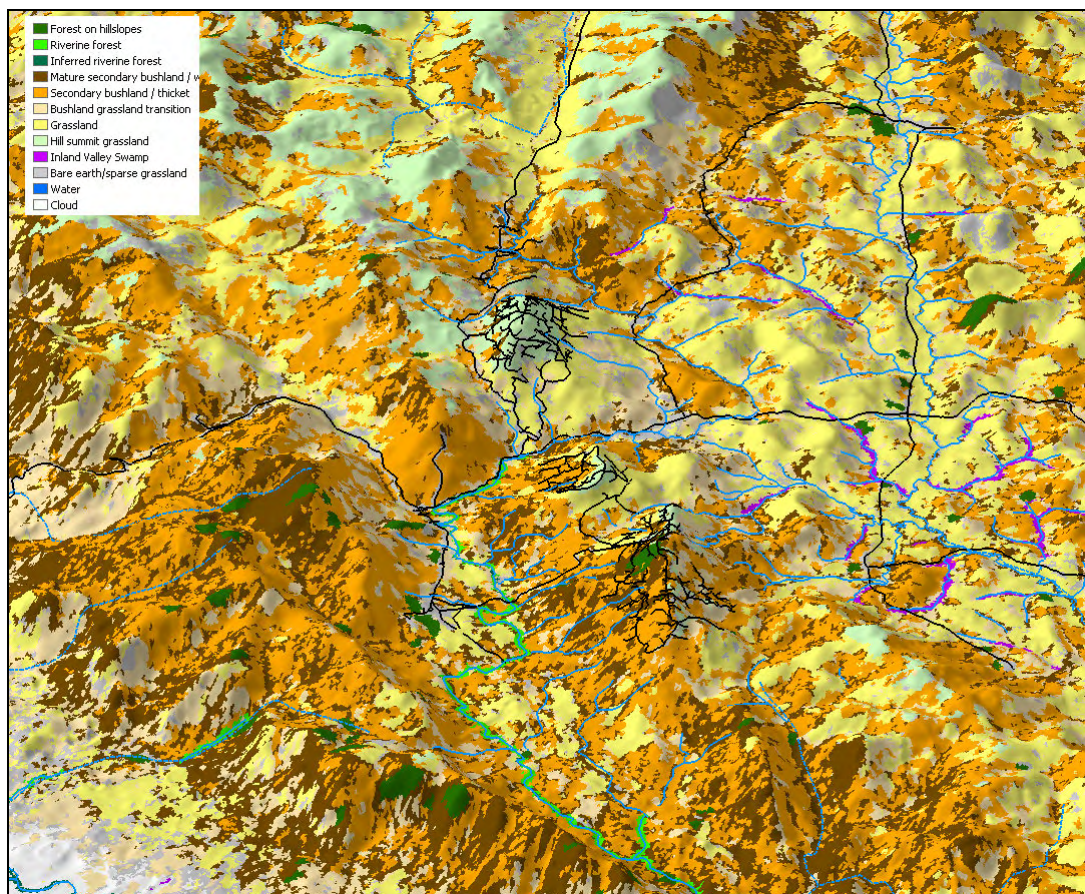 Forest on hillslopes
Riverine forest
Inferred riverine forest
Mature secondary bushland / w
Secondary bushland / thicket
Bushland grassland transition
Grassland
Hill summit grassland
Inland Valley Swamp
Bare earth/sparse grassland
Water
Cloud